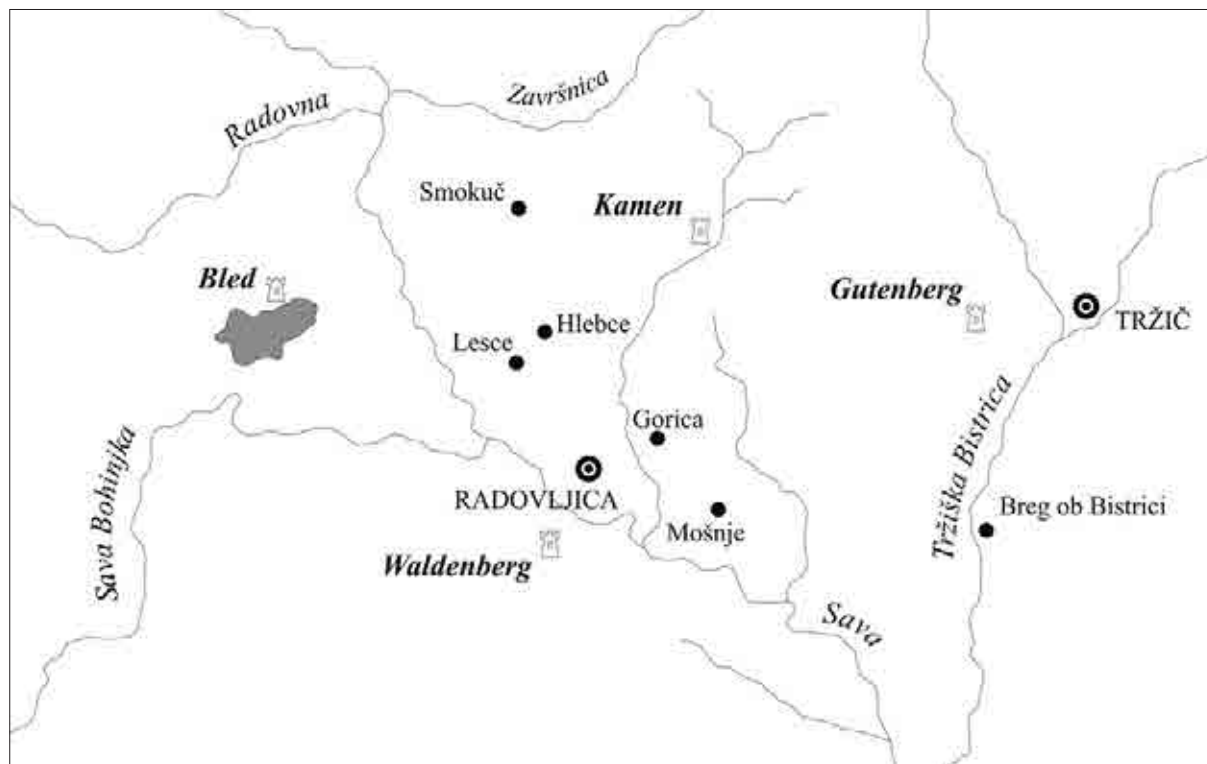 Završnica
Radovna
Smokuč
Kamen
Bled
Gutenberg
TRŽIČ
Hlebce
Lesce
Gorica
RADOVLJICA
Mošnje
Waldenberg
Sava Bohinjka
Tržiška Bistrica
Breg ob Bistrici
Sava